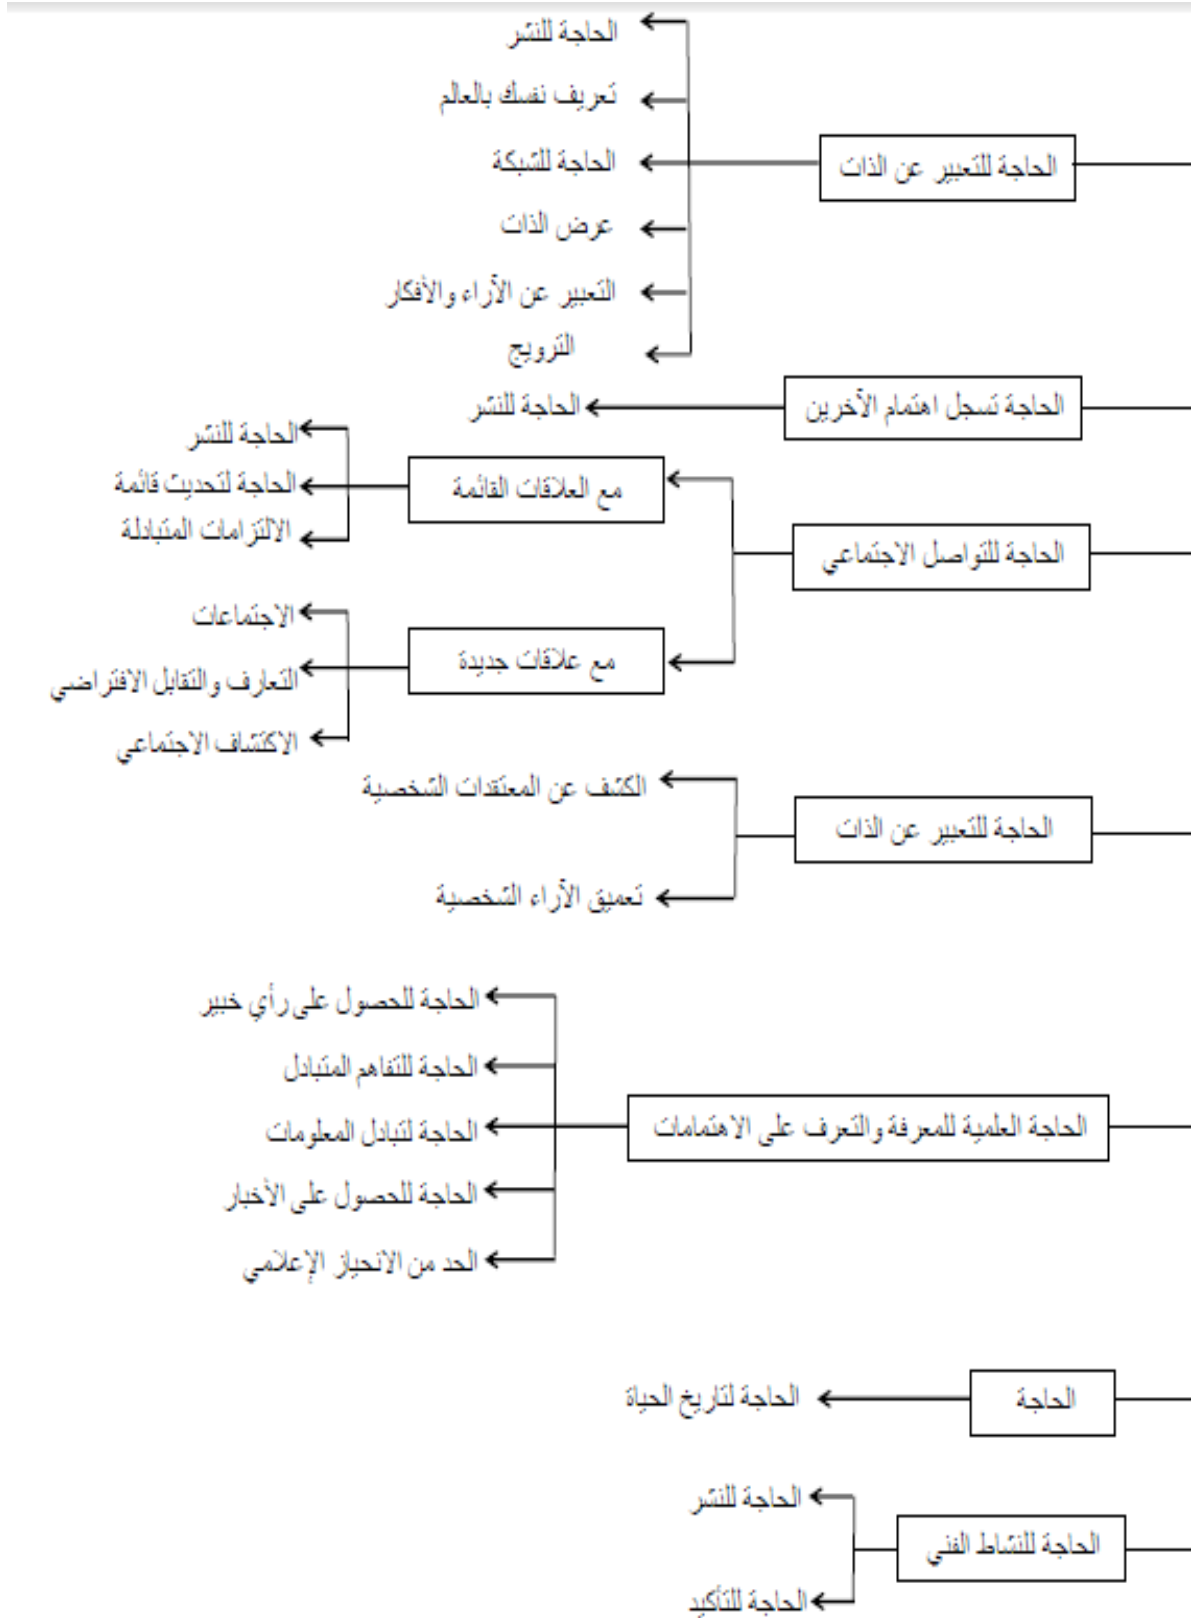 الحاجة للتعبير عن الذات
الحاجة للنشر
تعريف نفسك بالعالم
الحاجة للشبكة
عرض الذات
التعبير عن الآراء والأفكار
الترويج
الحاجة تسجل اهتمام الآخرين
الحاجة للنشر
الحاجة للتواصل الاجتماعي
مع العلاقات القائمة
الحاجة للنشر
الحاجة لتحديث قائمة
الالتزامات المتبادلة
مع علاقات جديدة
الاجتماعات
التعارف والتقابل الافتراضي
الاكتشاف الاجتماعي
الحاجة للتعبير عن الذات
الكشف عن المعتقدات الشخصية
تعميق الآراء الشخصية
الحاجة العلمية للمعرفة والتعرف على الاهتمامات
الحاجة للحصول على رأي خبير
الحاجة للتفاهم المتبادل
الحاجة لتبادل المعلومات
الحاجة للحصول على الأخبار
الحد من الانحياز الإعلامي
الحاجة
الحاجة لتاريخ الحياة
الحاجة للنشاط الفني
الحاجة للنشر
الحاجة للتأكيد